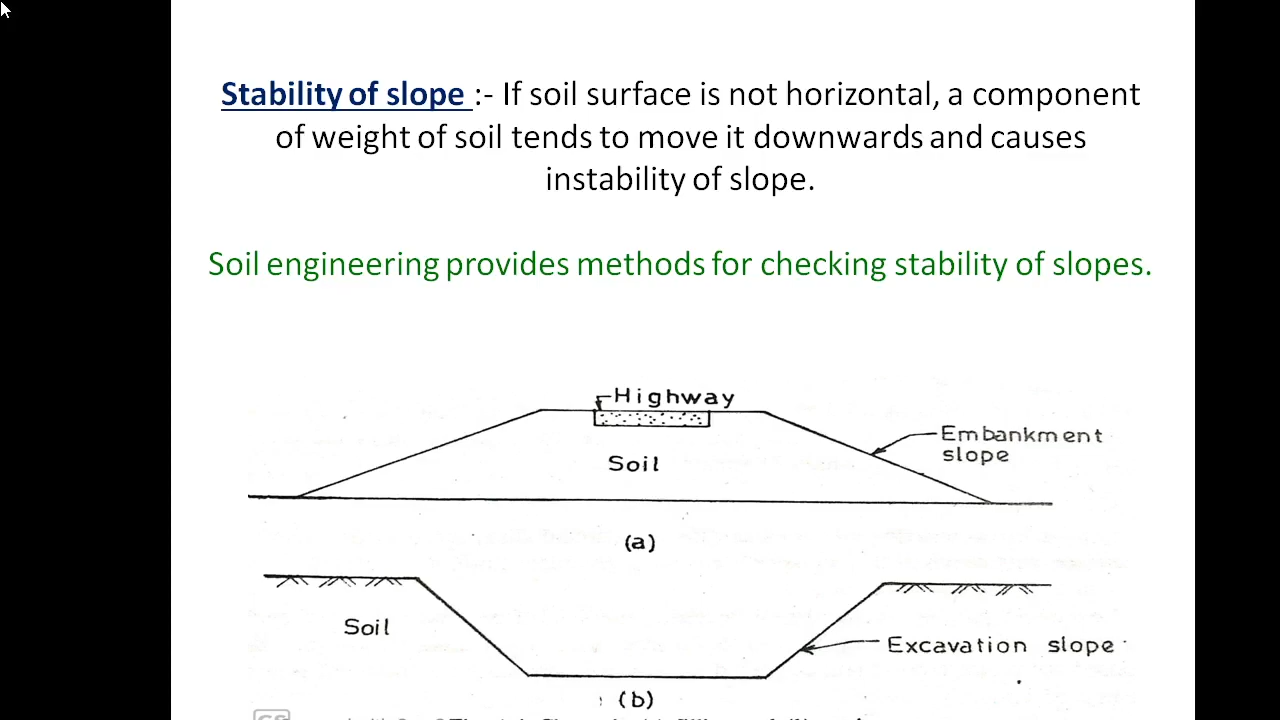 Stability of slope :- If soil surface is not horizontal, a component
of weight of soil tends to move it downwards and causes
instability of slope.
Soil engineering provides methods for checking stability of slopes.
Highway
Embankment
slope
Soil
(a)
Soil
Excavation slope
(b)